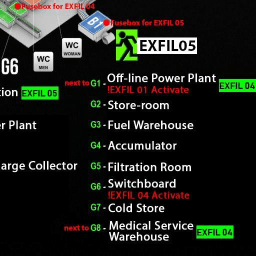 Fusebox for EXFIL 04
Fusebox for EXFIL 05
B1
EXFIL05
WC
WOMAN
WC
MEN
G6
next to G1 - Off-line Power Plant EXFIL 04
!EXFIL 01 Activate
tion EXFIL 05
G2 - Store-room
er Plant
G3 - Fuel Warehouse
G4 - Accumulator
arge Collector
G5 - Filtration Room
G6 - Switchboard
!EXFIL 04 Activate
G7 - Cold Store
next to G8 - Medical Service
Warehouse EXFIL 04